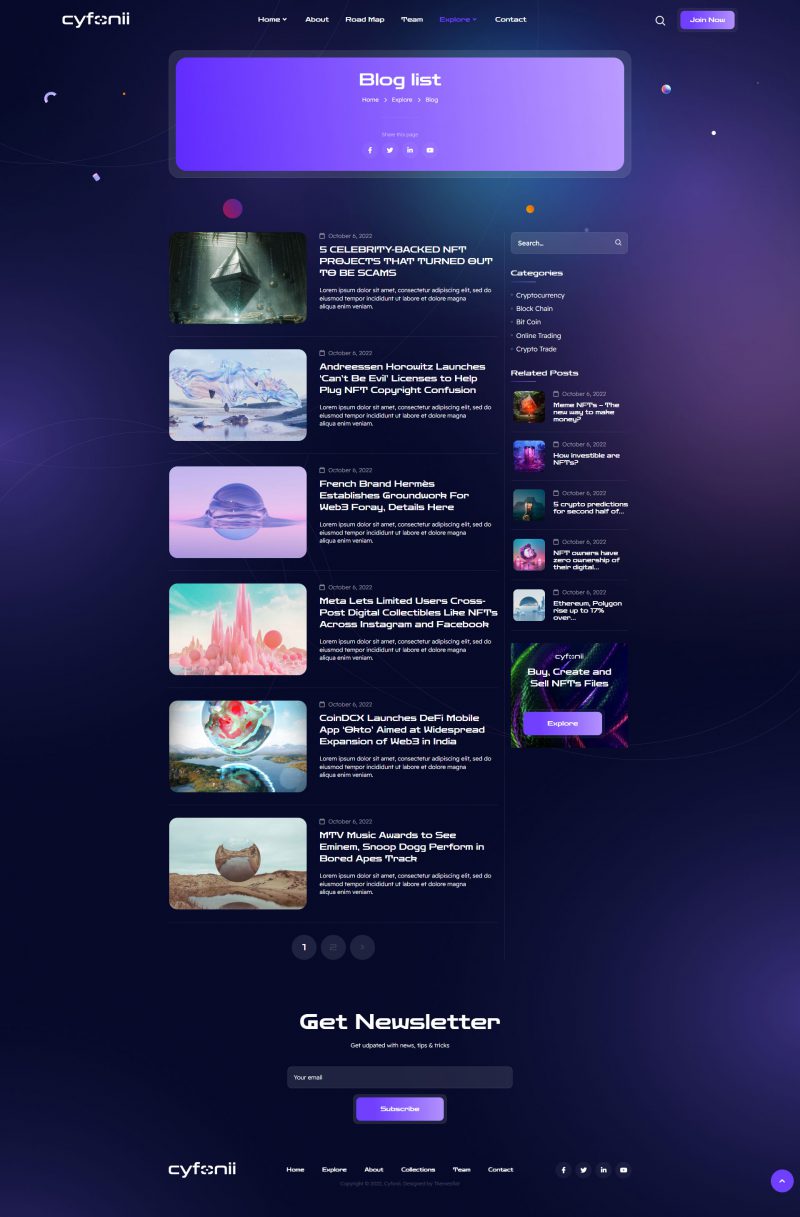 cyfonii
Home
About
Road Map
Team
Explore
Contact
Join Now
Blog list
Home > Explore > Blog
Share this page
October 6, 2022
5 CELEBRITY-BACKED NFT
PROJECTS THAT TURNED OUT
TO BE SCAMS
Lorem ipsum dolor sit amet, consectetur adipiscing elit, sed do
eiusmod tempor incididunt ut labore et dolore magna
aliqua enim veniam.
October 6, 2022
Andreessen Horowitz Launches
'Can't Be Evil' Licenses to Help
Plug NFT Copyright Confusion
Lorem ipsum dolor sit amet, consectetur adipiscing elit, sed do
eiusmod tempor incididunt ut labore et dolore magna
aliqua enim veniam.
October 6, 2022
French Brand Hermès
Establishes Groundwork For
Web3 Foray, Details Here
Lorem ipsum dolor sit amet, consectetur adipiscing elit, sed do
eiusmod tempor incididunt ut labore et dolore magna
aliqua enim veniam.
October 6, 2022
Meta Lets Limited Users Cross-
Post Digital Collectibles Like NFTs
Across Instagram and Facebook
Lorem ipsum dolor sit amet, consectetur adipiscing elit, sed do
eiusmod tempor incididunt ut labore et dolore magna
aliqua enim veniam.
October 6, 2022
CoinDCX Launches DeFi Mobile
App 'Okto' Aimed at Widespread
Expansion of Web3 in India
Lorem ipsum dolor sit amet, consectetur adipiscing elit, sed do
eiusmod tempor incididunt ut labore et dolore magna
aliqua enim veniam.
October 6, 2022
MTV Music Awards to See
Eminem, Snoop Dogg Perform in
Bored Apes Track
Lorem ipsum dolor sit amet, consectetur adipiscing elit, sed do
eiusmod tempor incididunt ut labore et dolore magna
aliqua enim veniam.
1 2 >
Search...
Categories
Cryptocurrency
Block Chain
Bit Coin
Online Trading
Crypto Trade
Related Posts
October 6, 2022
Meme NFTs – The
new way to make
money?
October 6, 2022
How investible are
NFTs?
October 6, 2022
5 crypto predictions
for second half of...
October 6, 2022
NFT owners have
zero ownership of
their digital...
October 6, 2022
Ethereum, Polygon
rise up to 17%
over...
cyfonii
Buy, Create and
Sell NFTs Files
Explore
Get Newsletter
Get udpated with news, tips & tricks
Your email
Subscribe
cyfonii
Home
Explore
About
Collections
Team
Contact
Copyright © 2022, Cyfonii. Designed by Themesflat